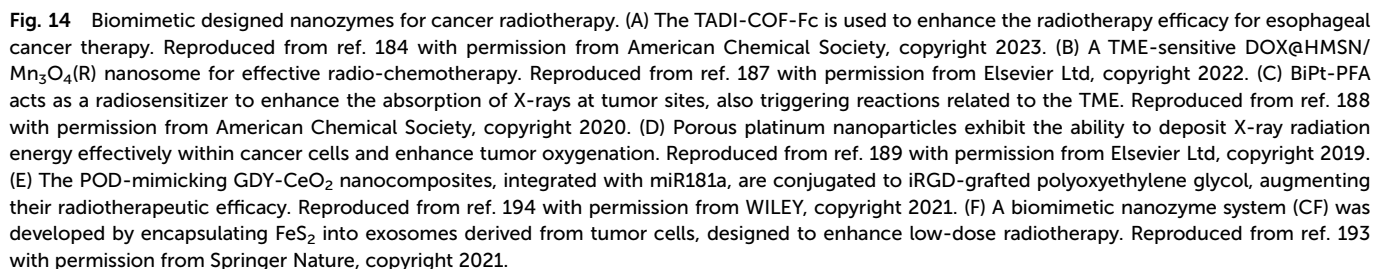 Fig. 14 Biomimetic designed nanozymes for cancer radiotherapy. (A) The TADI-COF-Fc is used to enhance the radiotherapy efficacy for esophageal
cancer therapy. Reproduced from ref. 184 with permission from American Chemical Society, copyright 2023. (B) A TME-sensitive DOX@HMSN/
Mn₃O₄(R) nanosome for effective radio-chemotherapy. Reproduced from ref. 187 with permission from Elsevier Ltd, copyright 2022. (C) BiPt-PFA
acts as a radiosensitizer to enhance the absorption of X-rays at tumor sites, also triggering reactions related to the TME. Reproduced from ref. 188
with permission from American Chemical Society, copyright 2020. (D) Porous platinum nanoparticles exhibit the ability to deposit X-ray radiation
energy effectively within cancer cells and enhance tumor oxygenation. Reproduced from ref. 189 with permission from Elsevier Ltd, copyright 2019.
(E) The POD-mimicking GDY-CeO₂ nanocomposites, integrated with miR181a, are conjugated to iRGD-grafted polyoxyethylene glycol, augmenting
their radiotherapeutic efficacy. Reproduced from ref. 194 with permission from WILEY, copyright 2021. (F) A biomimetic nanozyme system (CF) was
developed by encapsulating FeS₂ into exosomes derived from tumor cells, designed to enhance low-dose radiotherapy. Reproduced from ref. 193
with permission from Springer Nature, copyright 2021.